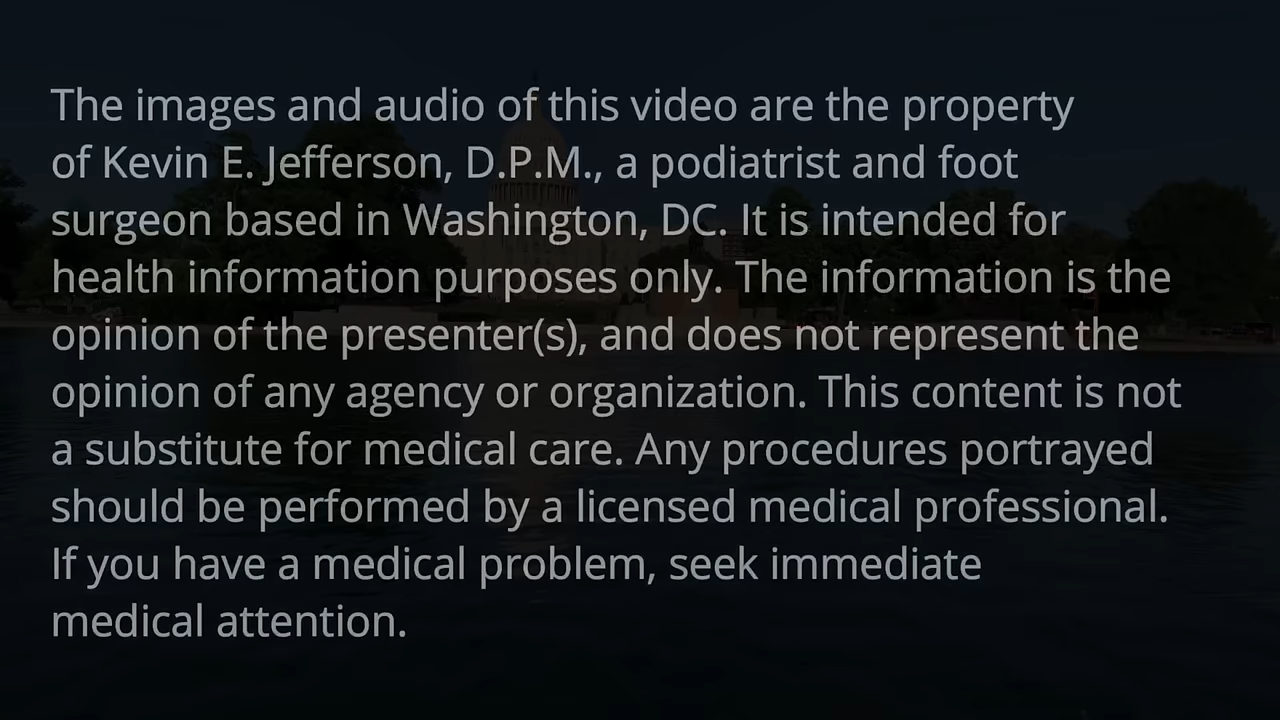 The images and audio of this video are the property
of Kevin E. Jefferson, D.P.M., a podiatrist and foot
surgeon based in Washington, DC. It is intended for
health information purposes only. The information is the
opinion of the presenter(s), and does not represent the
opinion of any agency or organization. This content is not
a substitute for medical care. Any procedures portrayed
should be performed by a licensed medical professional.
If you have a medical problem, seek immediate
medical attention.